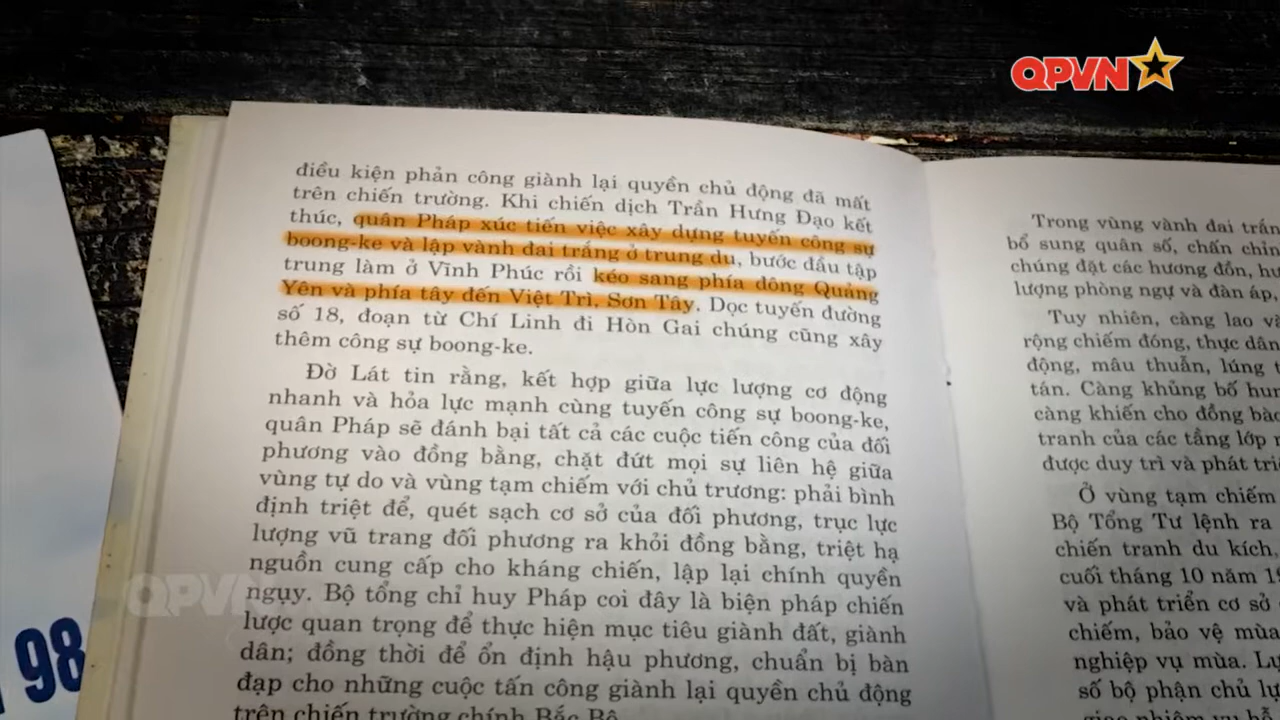 QPVN
điều kiện phản công giành lại quyền chủ động đã mất
trên chiến trường. Khi chiến dịch Trần Hưng Đạo kết
thúc, quân Pháp xúc tiến việc xây dựng tuyến công sự
boong-ke và lập vành đai trắng ở trung du, bước đầu tập
trung làm ở Vĩnh Phúc rồi kéo sang phía đông Quảng
Yên và phía tây đến Việt Trì, Sơn Tây. Dọc tuyến đường
số 18, đoạn từ Chí Linh đi Hòn Gai chúng cũng xây
thêm công sự boong-ke.
Đờ Lát tin rằng, kết hợp giữa lực lượng cơ động
nhanh và hỏa lực mạnh cùng tuyến công sự boong-ke,
quân Pháp sẽ đánh bại tất cả các cuộc tiến công của đối
phương vào đồng bằng, chặt đứt mọi sự liên hệ giữa
vùng tự do và vùng tạm chiếm với chủ trương: phải bình
định triệt để, quét sạch cơ sở của đối phương, trục lực
lượng vũ trang đối phương ra khỏi đồng bằng, triệt hạ
nguồn cung cấp cho kháng chiến, lập lại chính quyền
ngụy. Bộ tổng chỉ huy Pháp coi đây là biện pháp chiến
lược quan trọng để thực hiện mục tiêu giành đất, giành
dân; đồng thời để ổn định hậu phương, chuẩn bị bàn
đạp cho những cuộc tấn công giành lại quyền chủ động
trên chiến trường chính Bắc Bộ.
Trong vùng vành đai trắn
bổ sung quân số, chấn chỉn
chúng đặt các hương đồn, hư
lượng phòng ngự và đàn áp,
Tuy nhiên, càng lao và
rộng chiếm đóng, thực dân
động, mâu thuẫn, lúng t
tán. Càng khủng bố hun
càng khiến cho đồng bào
tranh của các tầng lớp n
được duy trì và phát triể
Ở vùng tạm chiếm
Bộ Tổng Tư lệnh ra
chiến tranh du kích,
cuối tháng 10 năm 19
và phát triển cơ sở
chiếm, bảo vệ mùa
nghiệp vụ mùa. Lự
số bộ phận chủ lự
QPVN
98